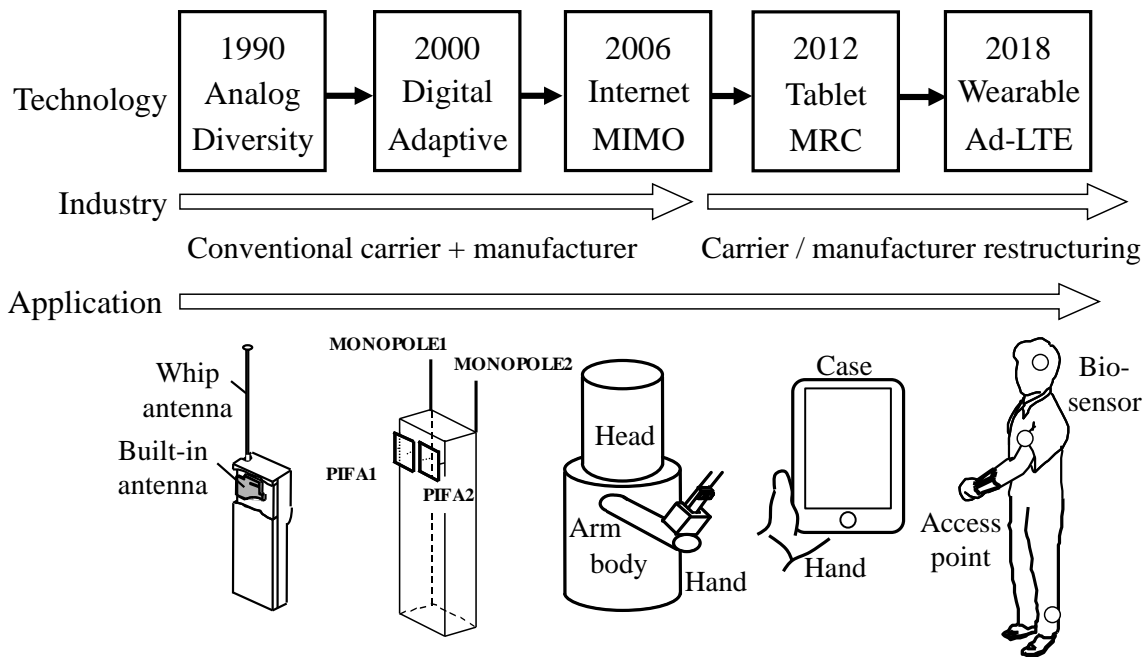 1990
Analog
Diversity
2000
Digital
Adaptive
2006
Internet
MIMO
2012
Tablet
MRC
2018
Wearable
Ad-LTE
Technology
Industry
Conventional carrier + manufacturer
Carrier / manufacturer restructuring
Application
Whip
antenna
Built-in
antenna
MONOPOLE1
MONOPOLE2
PIFA1
PIFA2
Head
Arm
body
Hand
Case
Hand
Bio-
sensor
Access
point